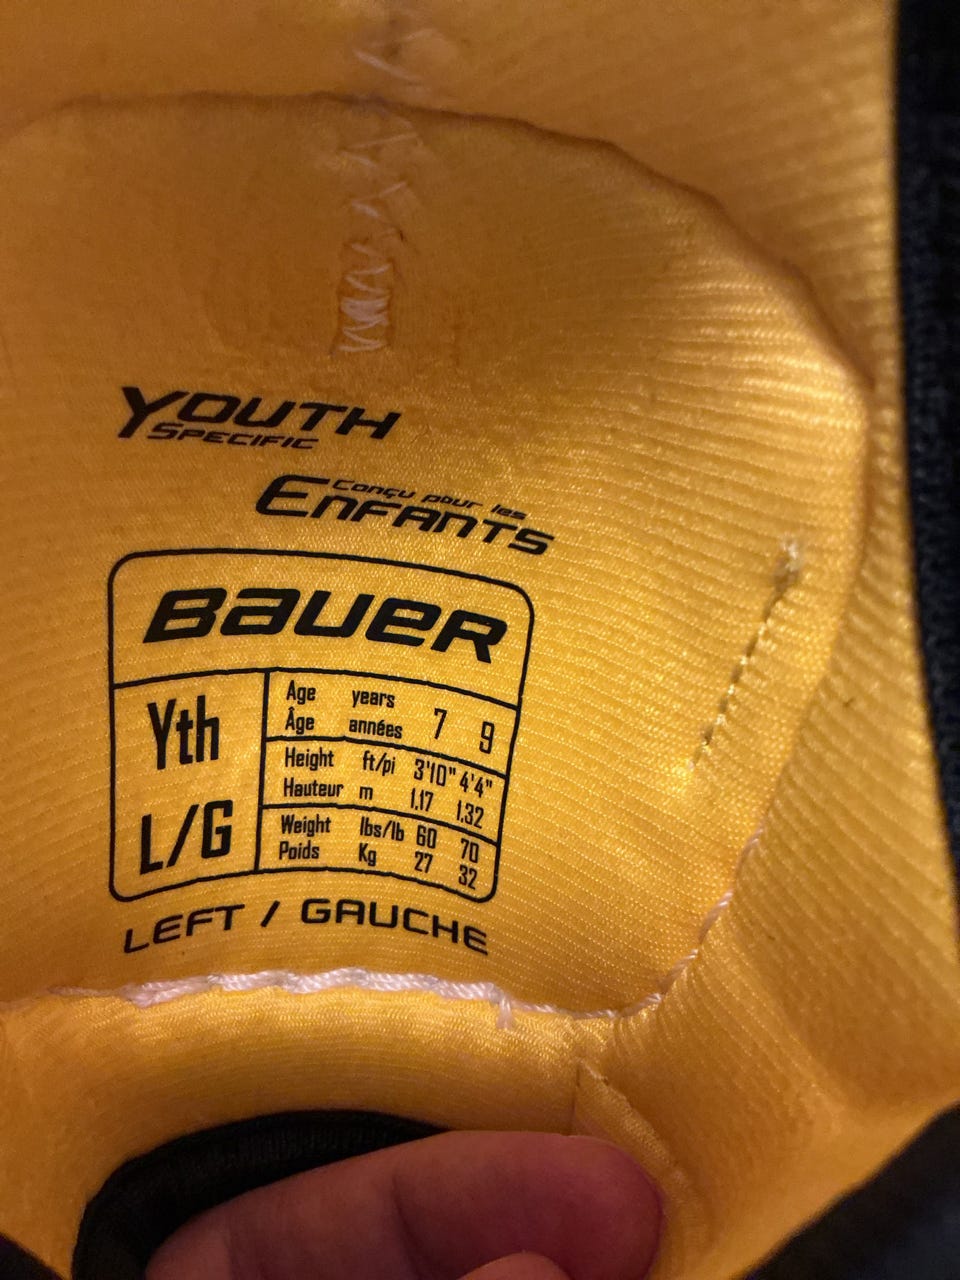 YOUTH
SPECIFIC
Conçu pour les
ENFANTS
BAUER
Yth
L/G
Age years 7 9
Âge années
Height ft/pi 3'10" 4'4"
Hauteur m 1.17 1.32
Weight lbs/lb 60 70
Poids Kg 27 32
LEFT / GAUCHE